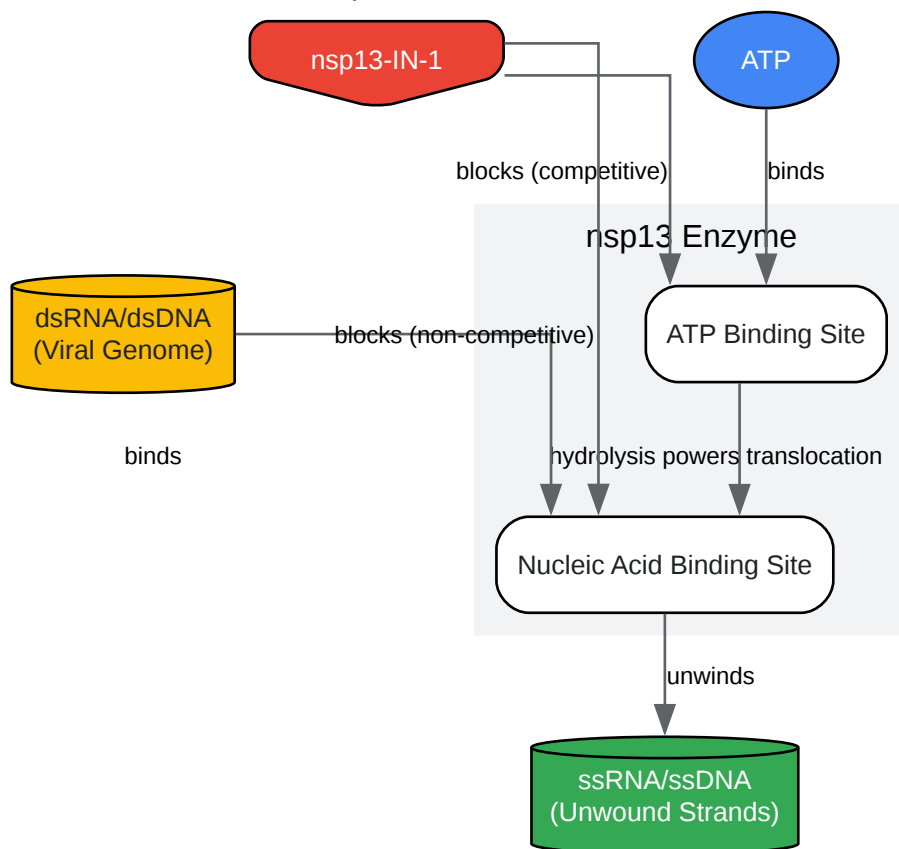 nsp13-IN-1
ATP
blocks (competitive)
binds
nsp13 Enzyme
dsRNA/dsDNA
(Viral Genome)
blocks (non-competitive)
ATP Binding Site
binds
hydrolysis powers translocation
Nucleic Acid Binding Site
unwinds
ssRNA/ssDNA
(Unwound Strands)